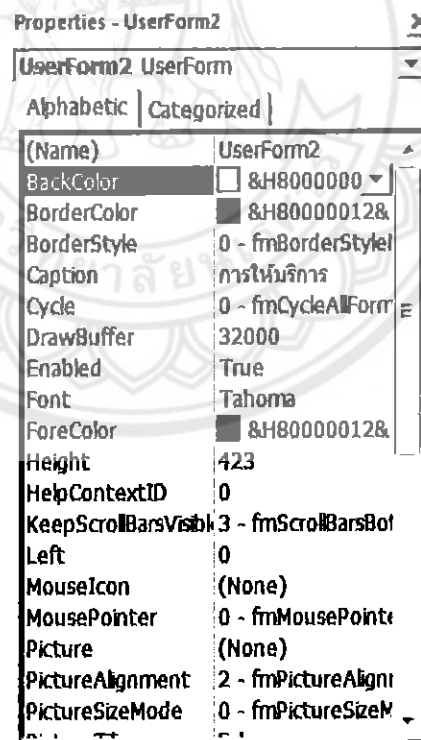 Properties - UserForm2
UserForm2 UserForm
Alphabetic Categorized
(Name) UserForm2
BackColor &H8000000
BorderColor &H80000012&
BorderStyle 0 - fmBorderStyleI
Caption การให้บริการ
Cycle 0 - fmCycleAllForm
DrawBuffer 32000
Enabled True
Font Tahoma
ForeColor &H80000012&
Height 423
HelpContextID 0
KeepScrollBarsVisibl 3 - fmScrollBarsBot
Left 0
MouseIcon (None)
MousePointer 0 - fmMousePointe
Picture (None)
PictureAlignment 2 - fmPictureAlignr
PictureSizeMode 0 - fmPictureSizeM